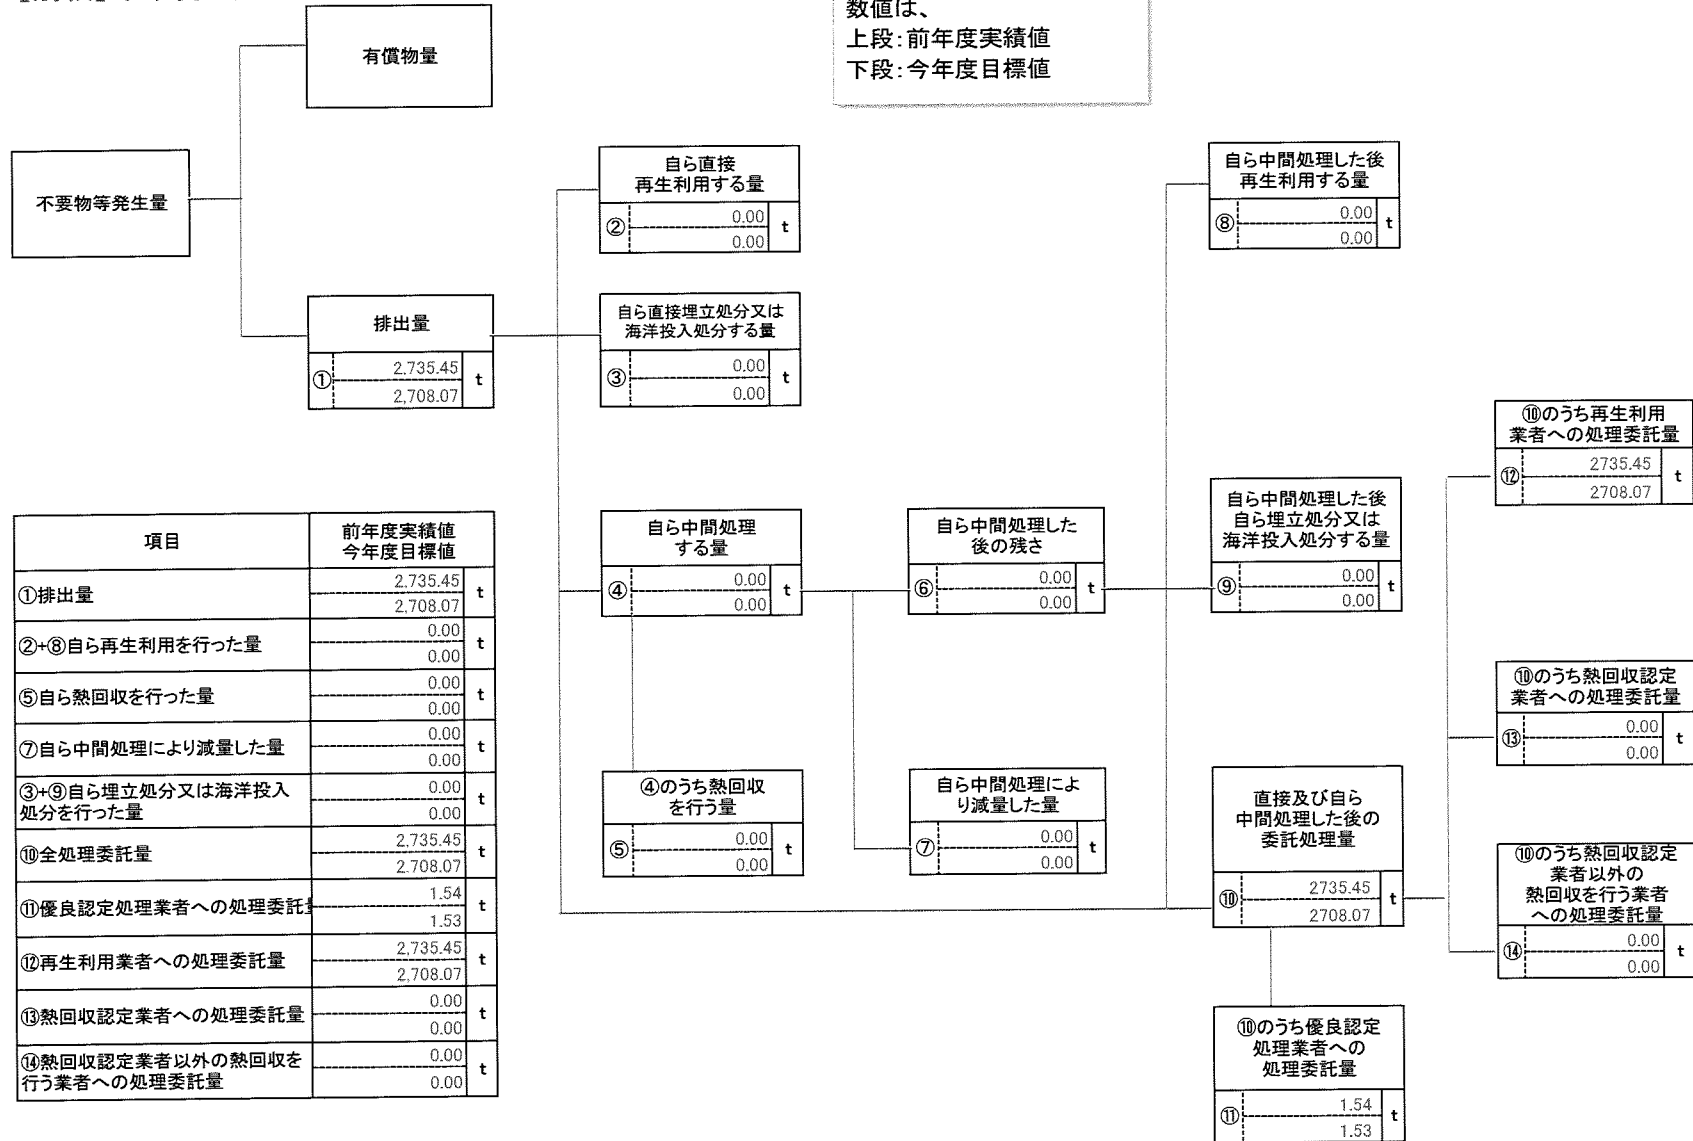 数値は、
上段：前年度実績値
下段：今年度目標値
有償物量
不要物等発生量
排出量
① 2,735.45 t
2,708.07
自ら直接
再生利用する量
② 0.00 t
0.00
自ら直接埋立処分又は
海洋投入処分する量
③ 0.00 t
0.00
自ら中間処理
する量
④ 0.00 t
0.00
④のうち熱回収
を行う量
⑤ 0.00 t
0.00
自ら中間処理した
後の残さ
⑥ 0.00 t
0.00
自ら中間処理によ
り減量した量
⑦ 0.00 t
0.00
自ら中間処理した後
再生利用する量
⑧ 0.00 t
0.00
自ら中間処理した後
自ら埋立処分又は
海洋投入処分する量
⑨ 0.00 t
0.00
直接及び自ら
中間処理した後の
委託処理量
⑩ 2735.45 t
2708.07
⑩のうち優良認定
処理業者への
処理委託量
⑪ 1.54 t
1.53
⑩のうち再生利用
業者への処理委託量
⑫ 2735.45 t
2708.07
⑩のうち熱回収認定
業者への処理委託量
⑬ 0.00 t
0.00
⑩のうち熱回収認定
業者以外の
熱回収を行う業者
への処理委託量
⑭ 0.00 t
0.00
項目 前年度実績値
今年度目標値
①排出量 2,735.45 t
2,708.07
②+⑧自ら再生利用を行った量 0.00 t
0.00
⑤自ら熱回収を行った量 0.00 t
0.00
⑦自ら中間処理により減量した量 0.00 t
0.00
③+⑨自ら埋立処分又は海洋投入 0.00 t
処分を行った量 0.00
⑩全処理委託量 2,735.45 t
2,708.07
⑪優良認定処理業者への処理委託 1.54 t
1.53
⑫再生利用業者への処理委託量 2,735.45 t
2,708.07
⑬熱回収認定業者への処理委託量 0.00 t
0.00
⑭熱回収認定業者以外の熱回収を 0.00 t
行う業者への処理委託量 0.00